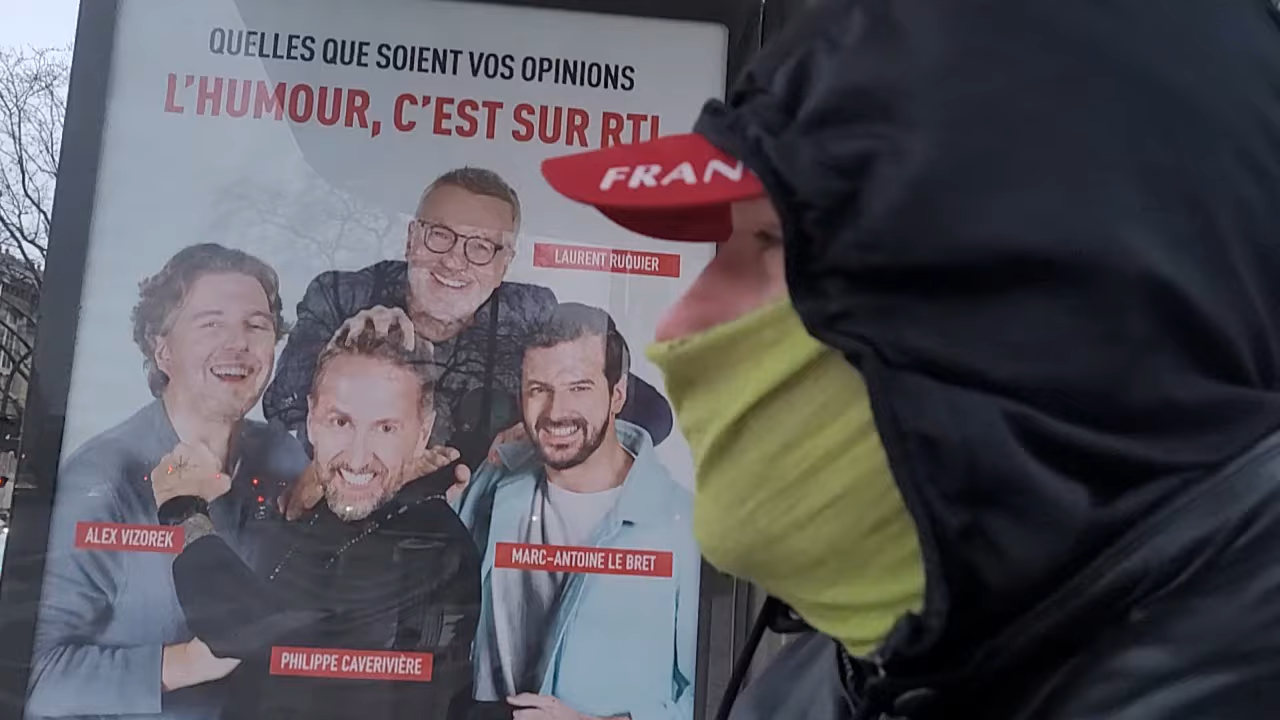 QUELLES QUE SOIENT VOS OPINIONS
L'HUMOUR, C'EST SUR RTL
FRAN
LAURENT RUQUIER
ALEX VIZOREK
MARC-ANTOINE LE BRET
PHILIPPE CAVERIVIÈRE